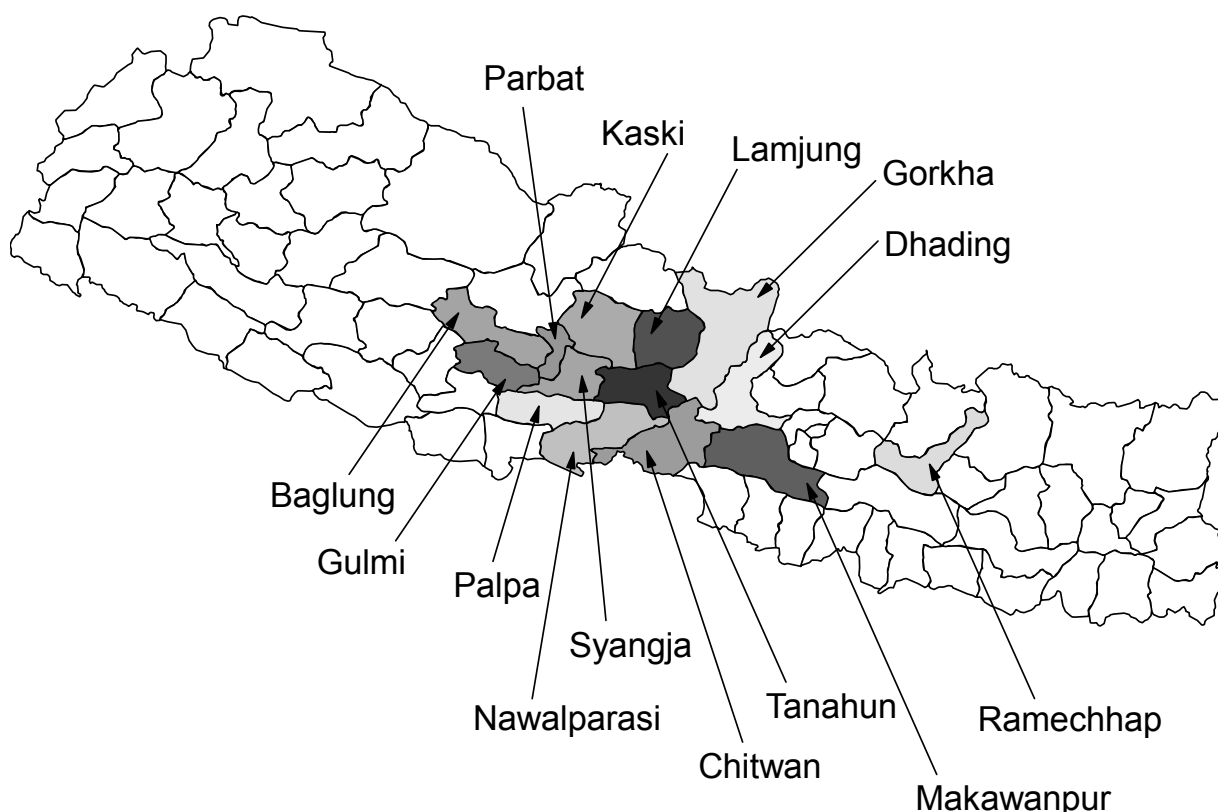 Parbat
Kaski
Lamjung
Gorkha
Dhading
Baglung
Gulmi
Palpa
Syangja
Nawalparasi
Tanahun
Chitwan
Ramechhap
Makawanpur